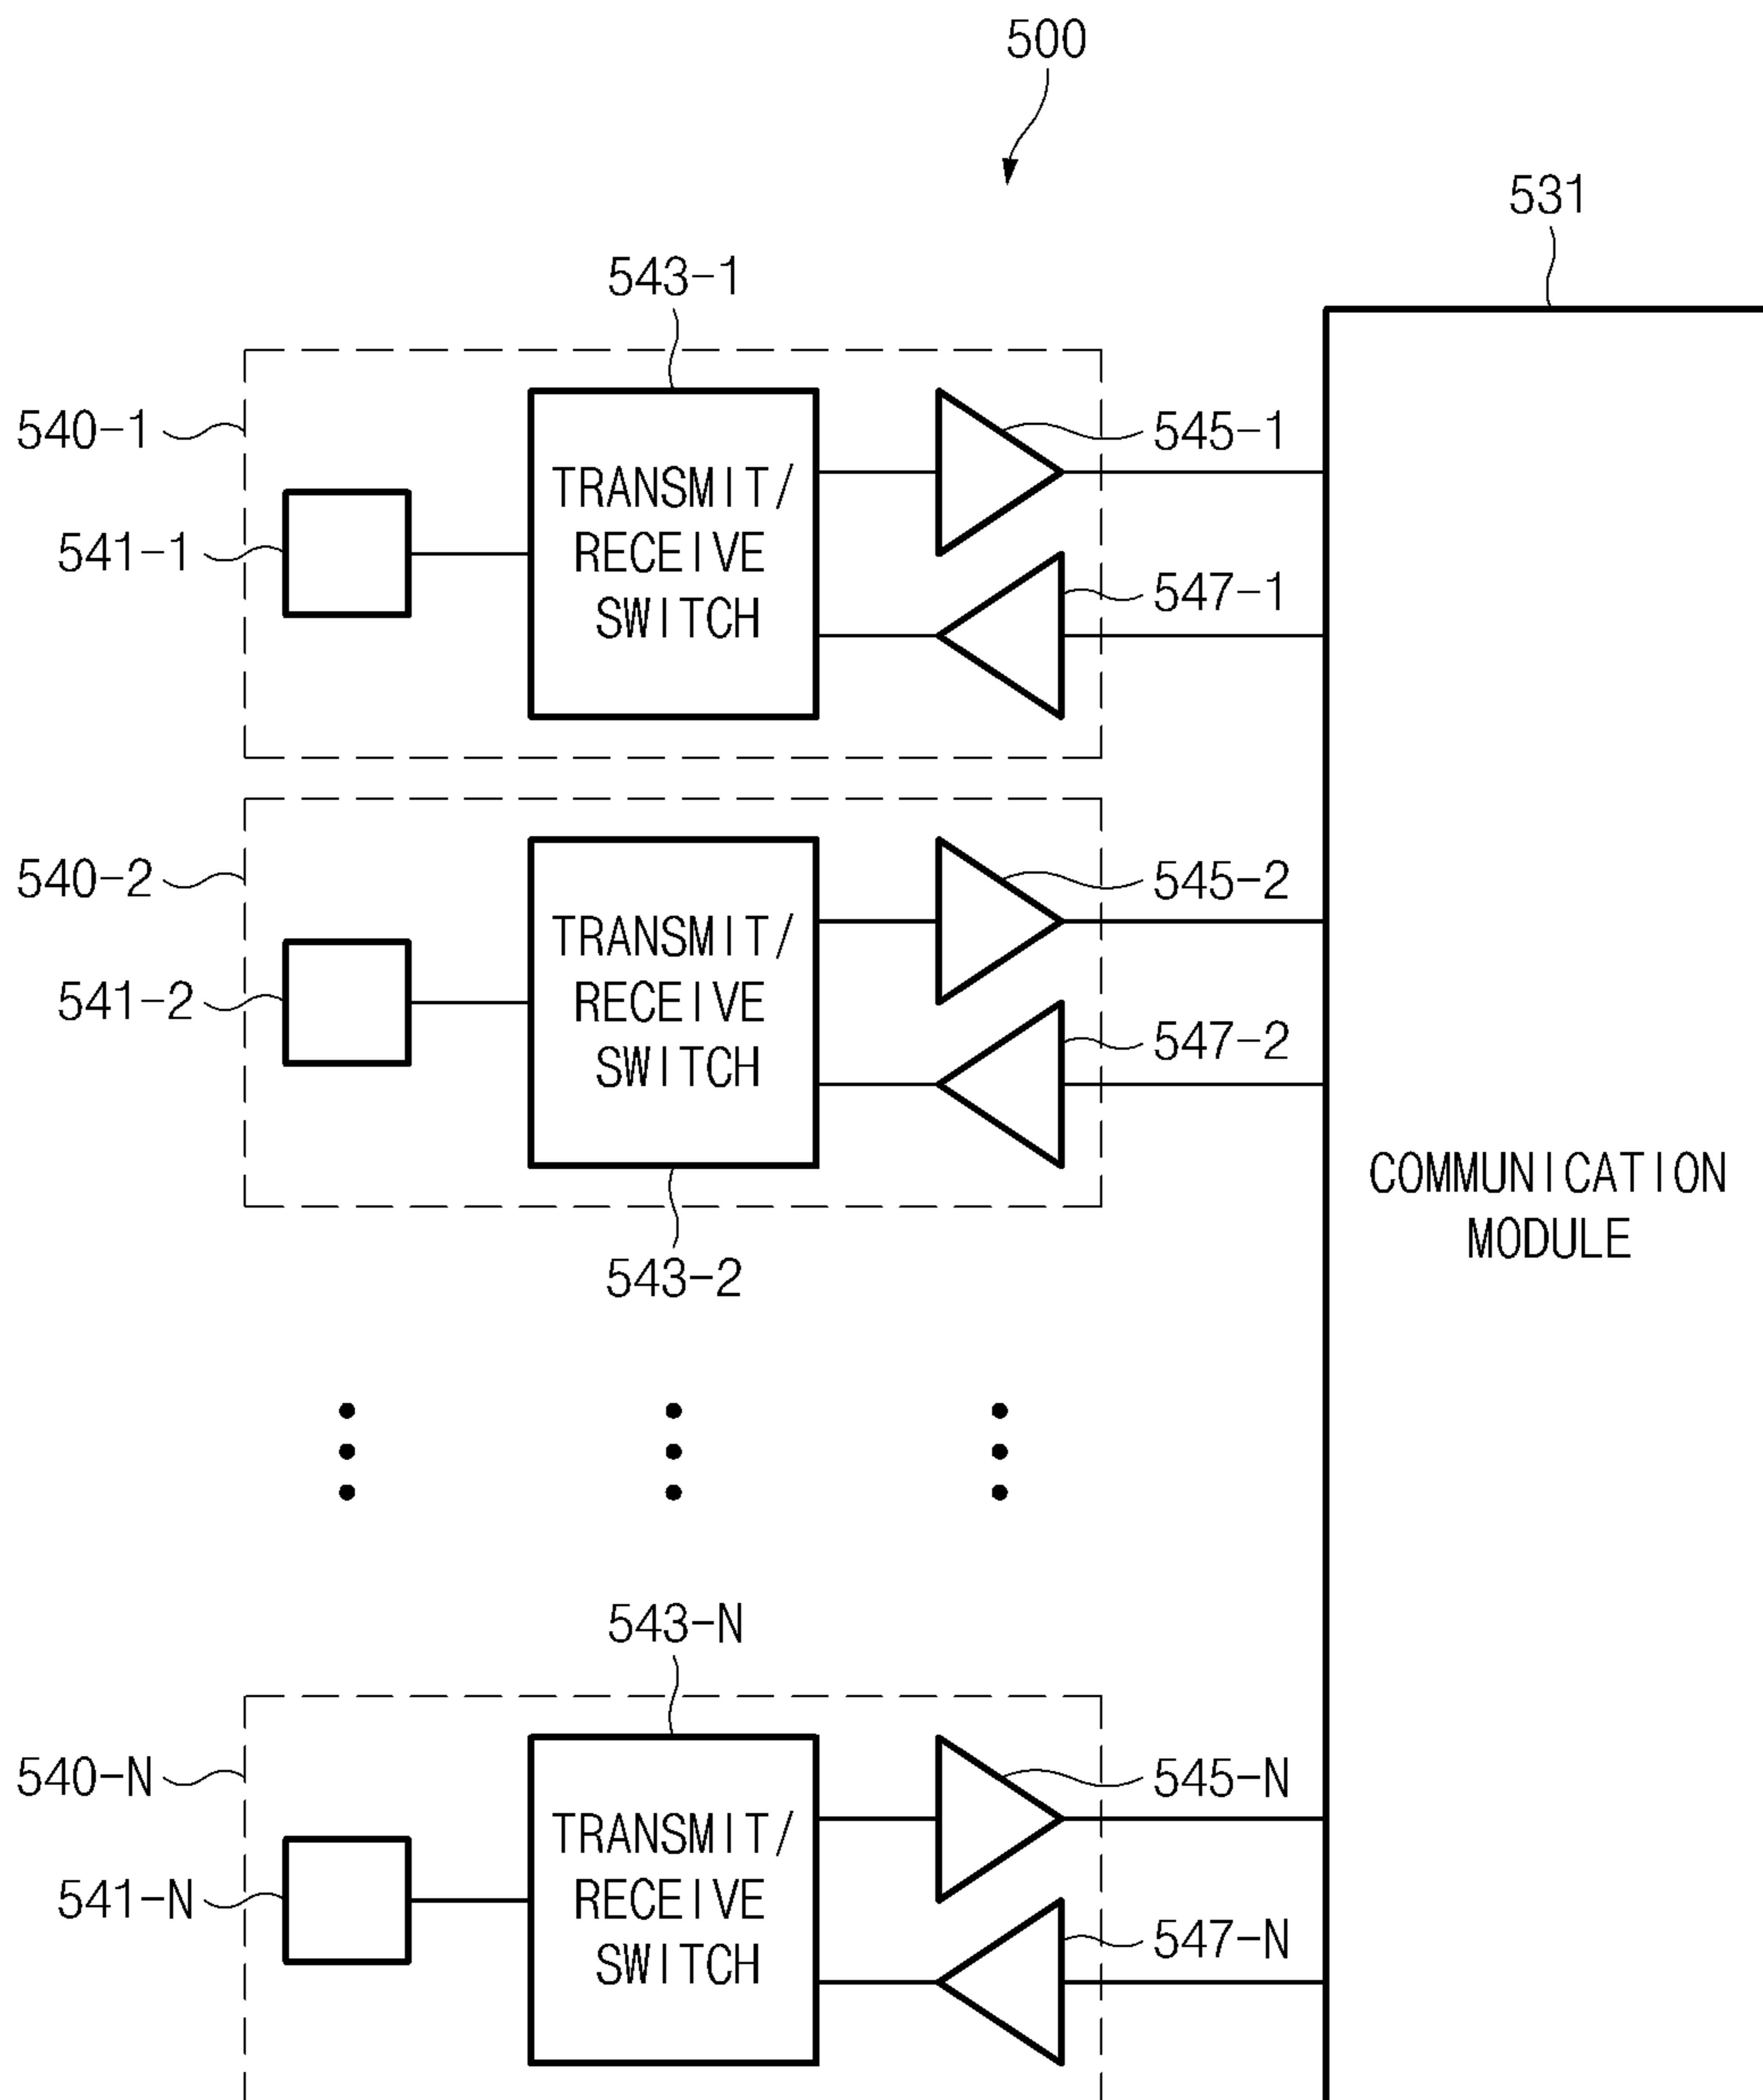 500
531
543-1
540-1
545-1
TRANSMIT/
RECEIVE
SWITCH
541-1
547-1
540-2
545-2
TRANSMIT/
RECEIVE
SWITCH
541-2
547-2
543-2
COMMUNICATION
MODULE
543-N
540-N
545-N
TRANSMIT/
RECEIVE
SWITCH
541-N
547-N